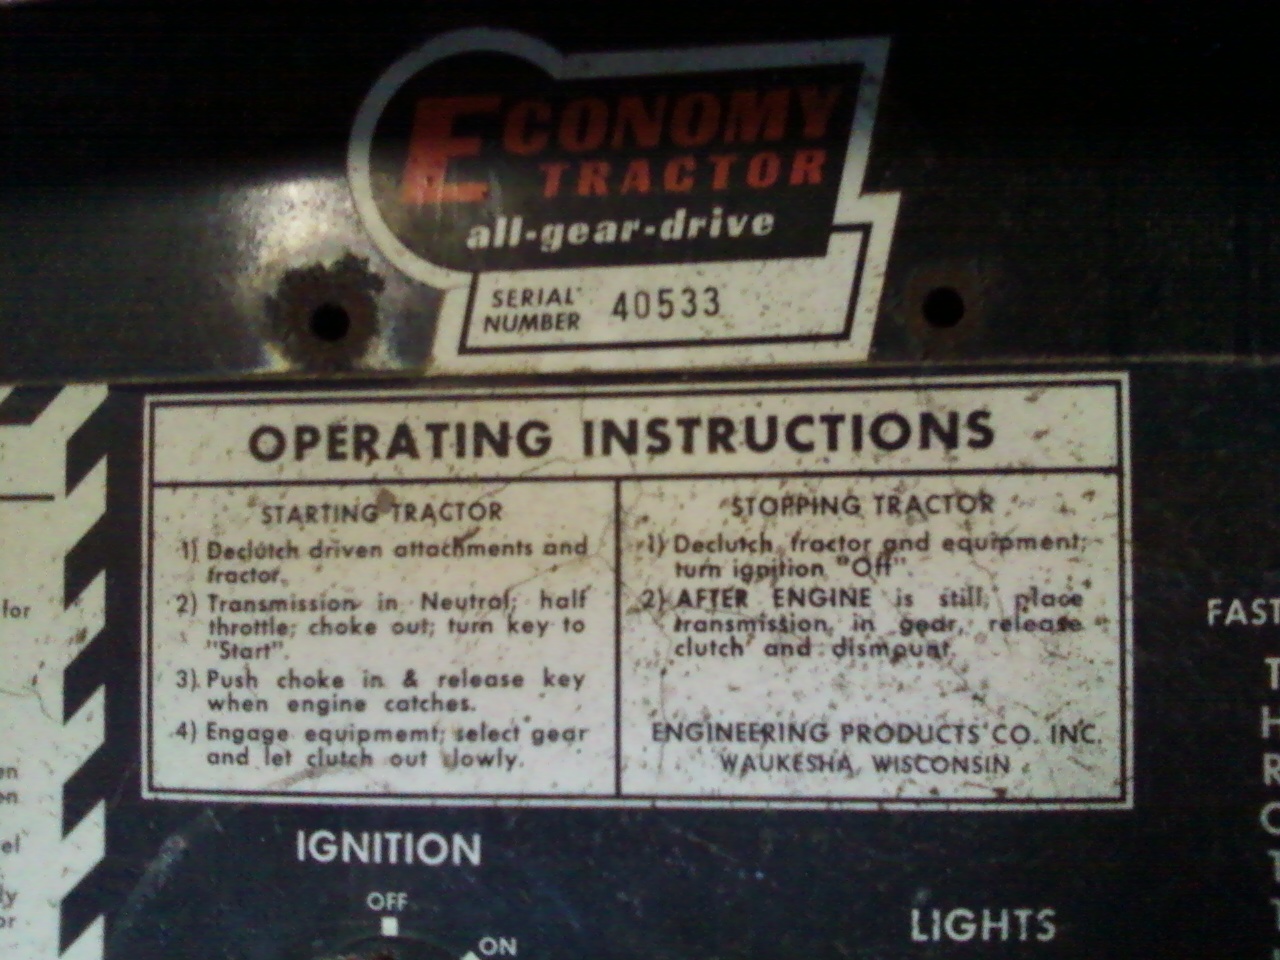 ECONOMY
TRACTOR
all-gear-drive
SERIAL
NUMBER 40533
OPERATING INSTRUCTIONS
STARTING TRACTOR
1) Declutch driven attachments and
tractor.
2) Transmission in Neutral; half
throttle; choke out; turn key to
"Start".
3) Push choke in & release key
when engine catches.
4) Engage equipmemt; select gear
and let clutch out slowly.
STOPPING TRACTOR
1) Declutch tractor and equipment;
turn ignition "Off".
2) AFTER ENGINE is still, place
transmission in gear, release
clutch and dismount.
ENGINEERING PRODUCTS CO. INC.
WAUKESHA, WISCONSIN
IGNITION
OFF
ON
LIGHTS
for
FAST